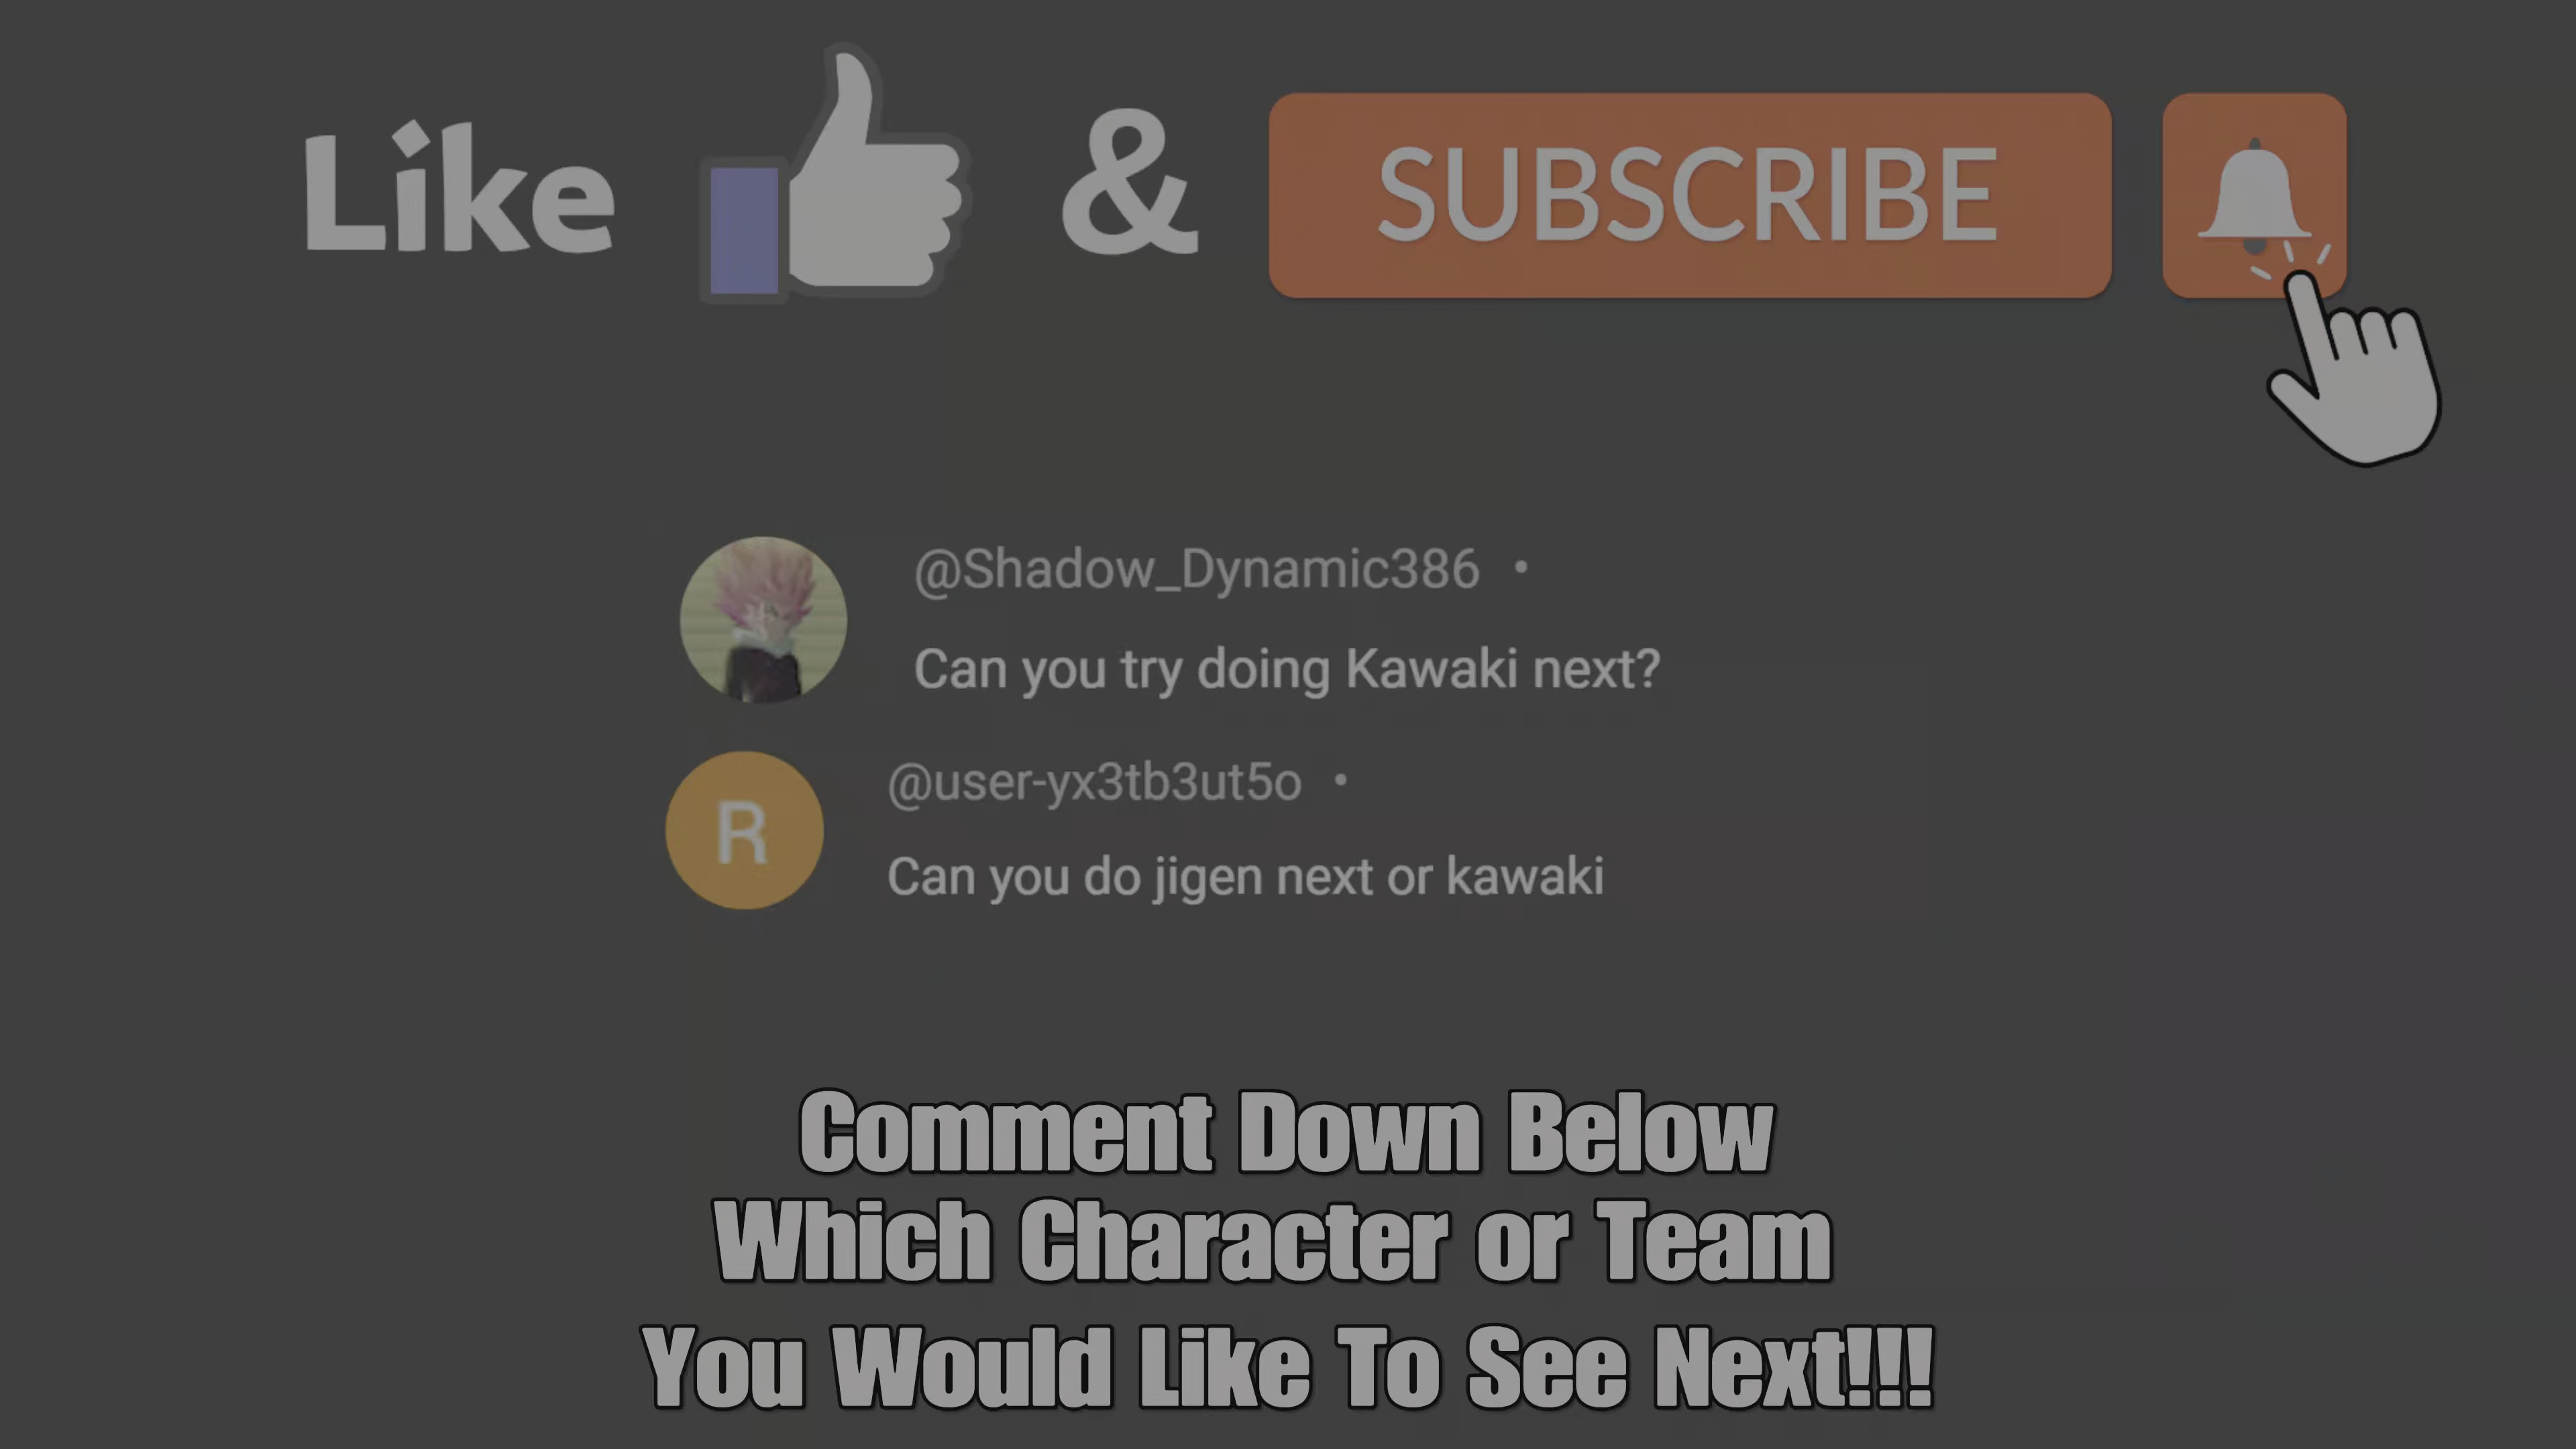 Like & SUBSCRIBE
@Shadow_Dynamic386 •
Can you try doing Kawaki next?
R
@user-yx3tb3ut5o •
Can you do jigen next or kawaki
Comment Down Below
Which Character or Team
You Would Like To See Next!!!